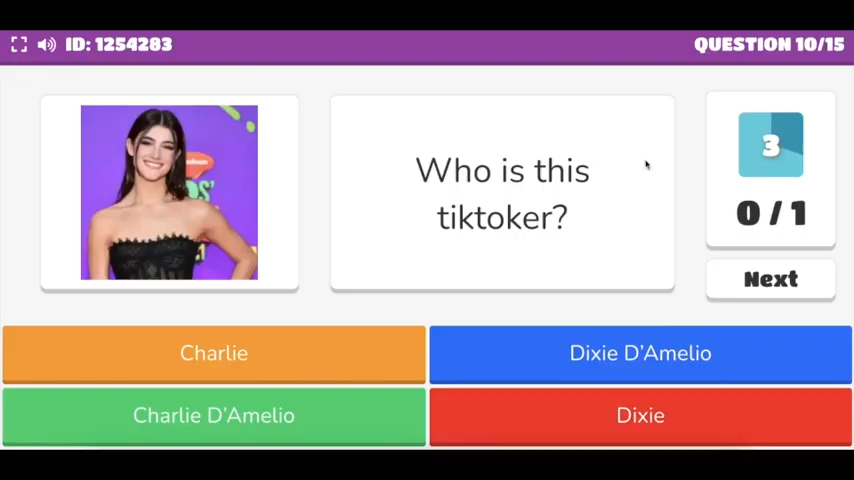 ID: 1254283
QUESTION 10/15
Who is this
tiktoker?
3
0 / 1
Next
Charlie
Dixie D’Amelio
Charlie D’Amelio
Dixie